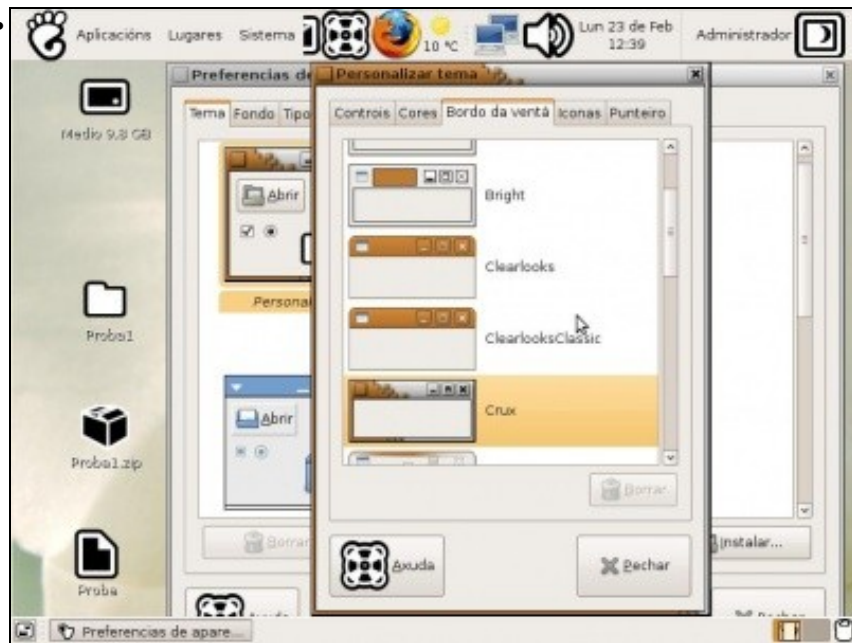 Aplicacións Lugares Sistema
10 °C
Lun 23 de Feb
12:39
Administrador
Medio 9,8 GB
Proba1
Proba1.zip
Proba
Preferencias de
Tema Fondo Tipo
Abrir
Personal
Abrir
Borrar
Instalar...
Personalizar tema
Controis Cores Bordo da ventá Iconas Punteiro
Bright
Clearlooks
ClearlooksClassic
Crux
Borrar
Axuda
Pechar
Preferencias de apare...